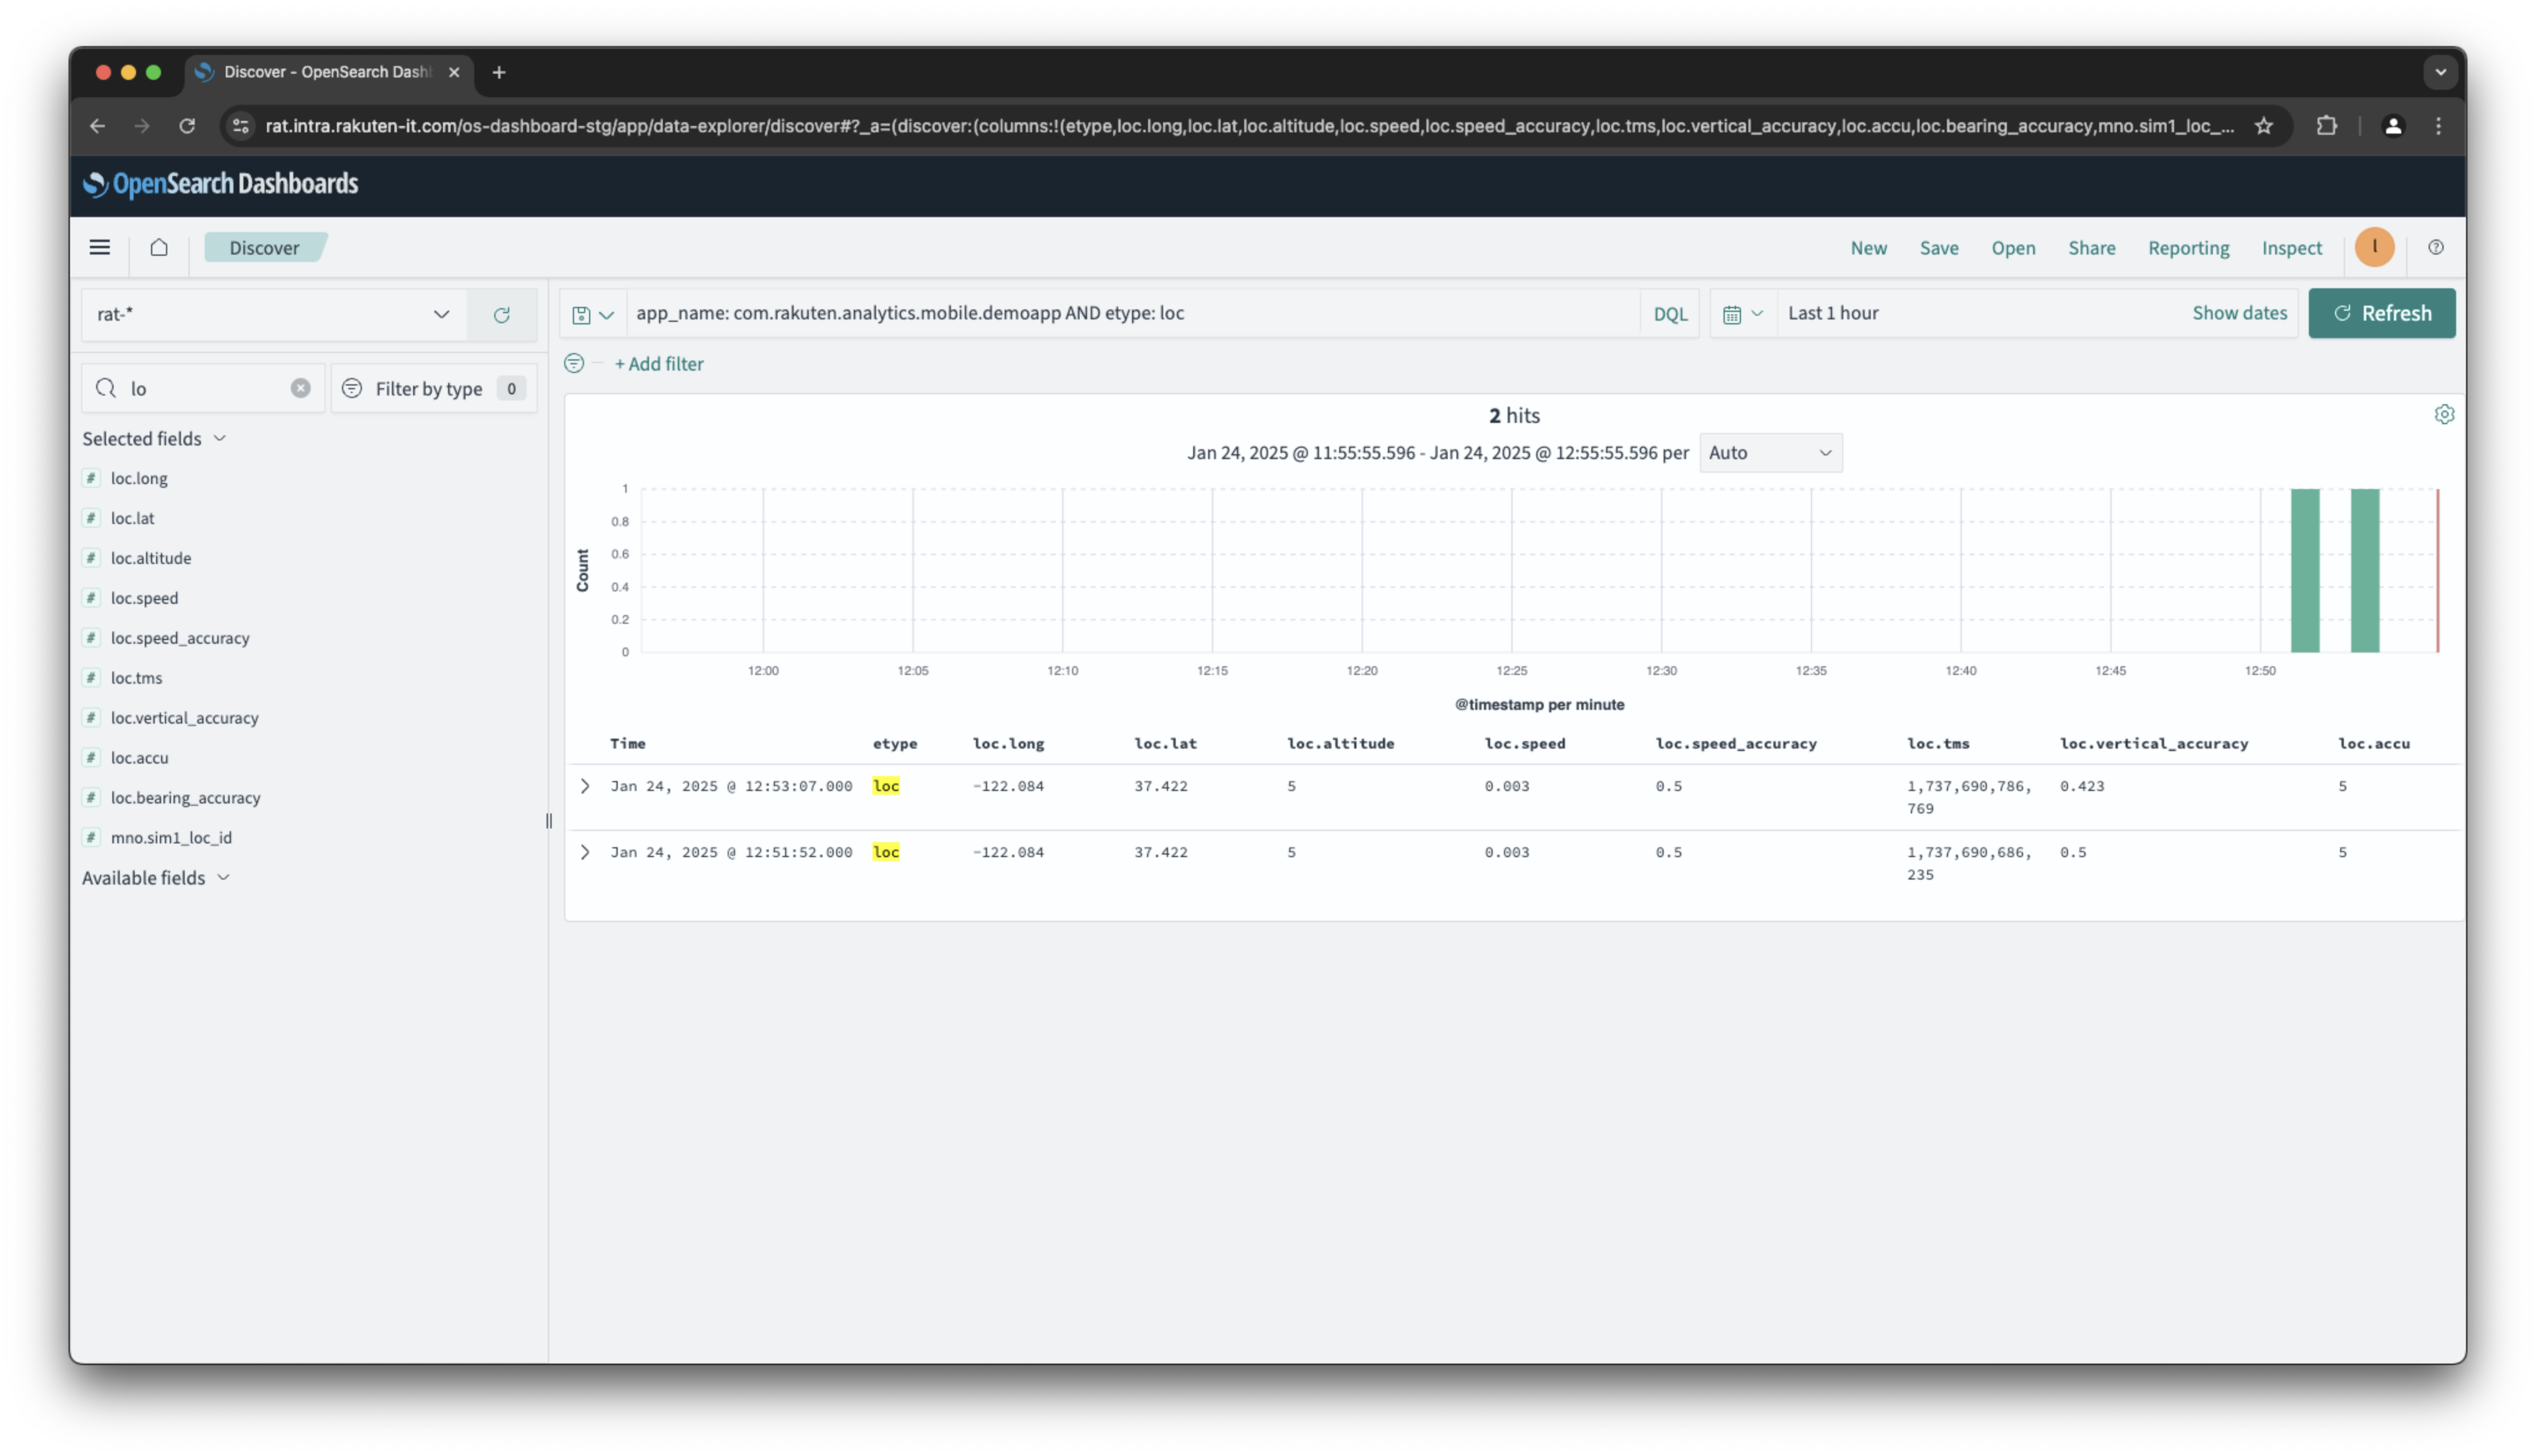 Discover - OpenSearch Dash
rat.intra.rakuten-it.com/os-dashboard-stg/app/data-explorer/discover#?_a=(discover:(columns:!(etype,loc.long,loc.lat,loc.altitude,loc.speed,loc.speed_accuracy,loc.tms,loc.vertical_accuracy,loc.accu,loc.bearing_accuracy,mno.sim1_loc_...
OpenSearch Dashboards
Discover
New Save Open Share Reporting Inspect l
rat-*
app_name: com.rakuten.analytics.mobile.demoapp AND etype: loc DQL Last 1 hour Show dates Refresh
+ Add filter
lo Filter by type 0
Selected fields
loc.long
loc.lat
loc.altitude
loc.speed
loc.speed_accuracy
loc.tms
loc.vertical_accuracy
loc.accu
loc.bearing_accuracy
mno.sim1_loc_id
Available fields
2 hits
Jan 24, 2025 @ 11:55:55.596 - Jan 24, 2025 @ 12:55:55.596 per Auto
Count
1
0.8
0.6
0.4
0.2
0
12:00 12:05 12:10 12:15 12:20 12:25 12:30 12:35 12:40 12:45 12:50
@timestamp per minute
Time etype loc.long loc.lat loc.altitude loc.speed loc.speed_accuracy loc.tms loc.vertical_accuracy loc.accu
Jan 24, 2025 @ 12:53:07.000 loc -122.084 37.422 5 0.003 0.5 1,737,690,786, 0.423 5
769
Jan 24, 2025 @ 12:51:52.000 loc -122.084 37.422 5 0.003 0.5 1,737,690,686, 0.5 5
235